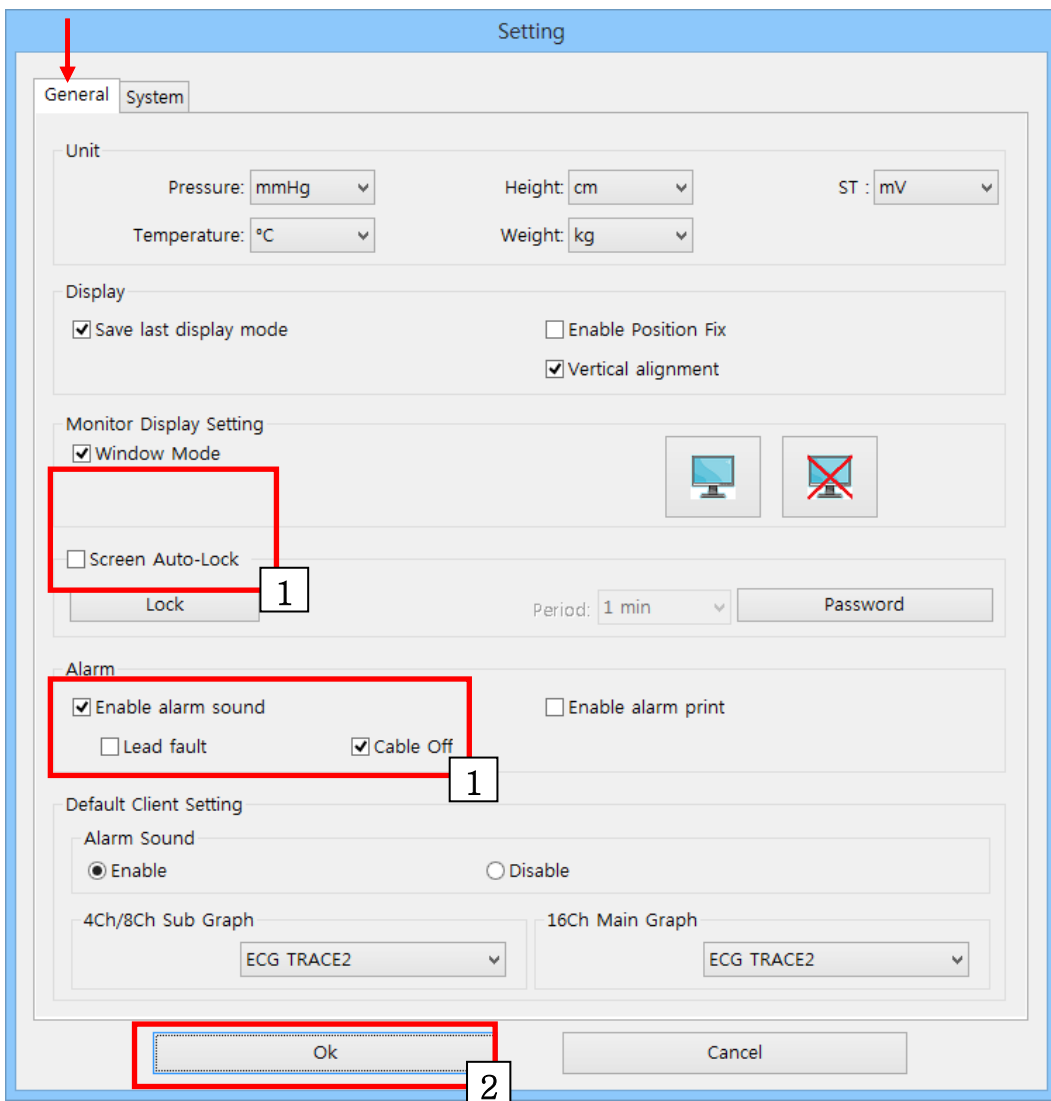 Setting
General System
Unit
Pressure: mmHg Height: cm ST : mV
Temperature: °C Weight: kg
Display
Save last display mode Enable Position Fix
Vertical alignment
Monitor Display Setting
Window Mode
Screen Auto-Lock
1
Lock Period: 1 min Password
Alarm
Enable alarm sound Enable alarm print
Lead fault Cable Off
1
Default Client Setting
Alarm Sound
Enable Disable
4Ch/8Ch Sub Graph 16Ch Main Graph
ECG TRACE2 ECG TRACE2
Ok Cancel
2